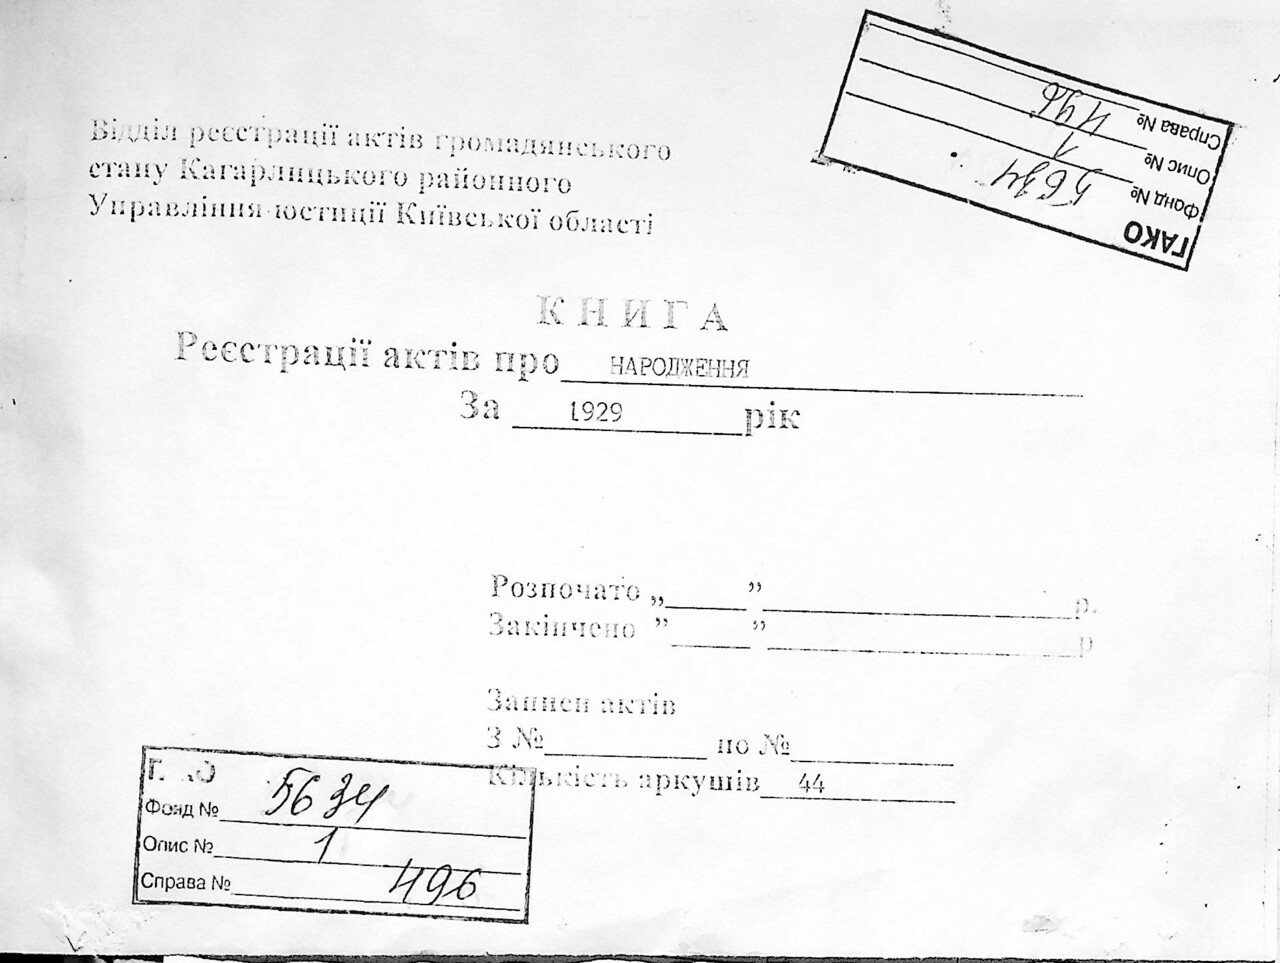 Відділ реєстрації актів громадянського
стану Кагарлицького районного
Управління юстиції Київської області
ГАКО
Фонд № 5634
Опис № 1
Справа № 496
КНИГА
Реєстрації актів про НАРОДЖЕННЯ
За 1929 рік
Розпочато „ ” р.
Закінчено ” ” р
Записи актів
З № по №
Кількість аркушів 44
ГАКО
Фонд № 5634
Опис № 1
Справа № 496